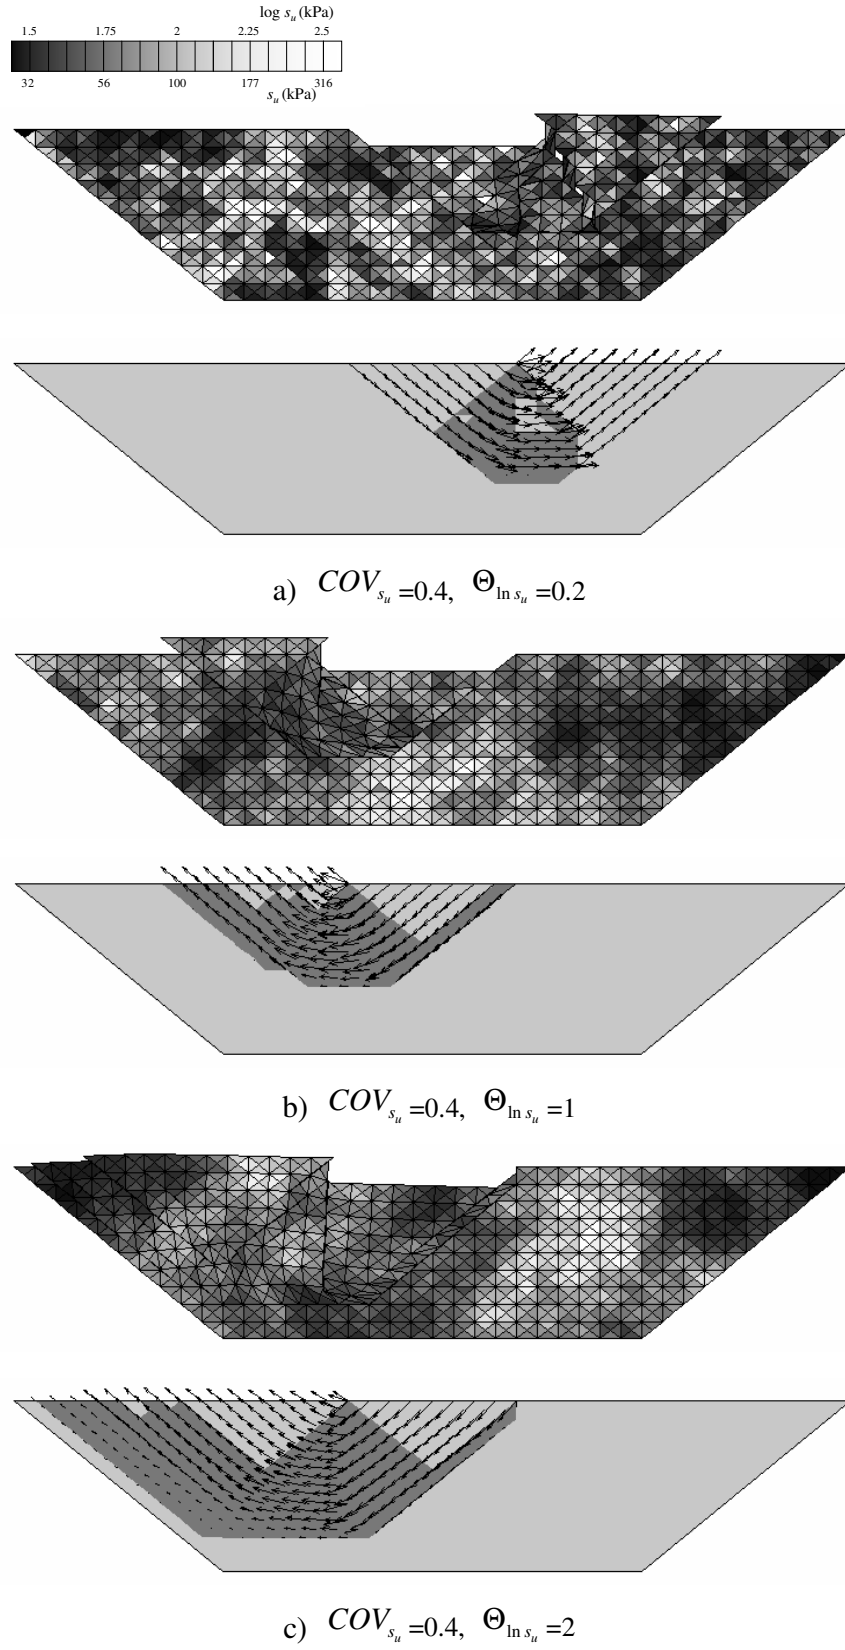 log s_u (kPa)
1.5 1.75 2 2.25 2.5
32 56 100 177 316
s_u (kPa)
a) COV_{s_u} =0.4, Θ_{ln s_u} =0.2
b) COV_{s_u} =0.4, Θ_{ln s_u} =1
c) COV_{s_u} =0.4, Θ_{ln s_u} =2